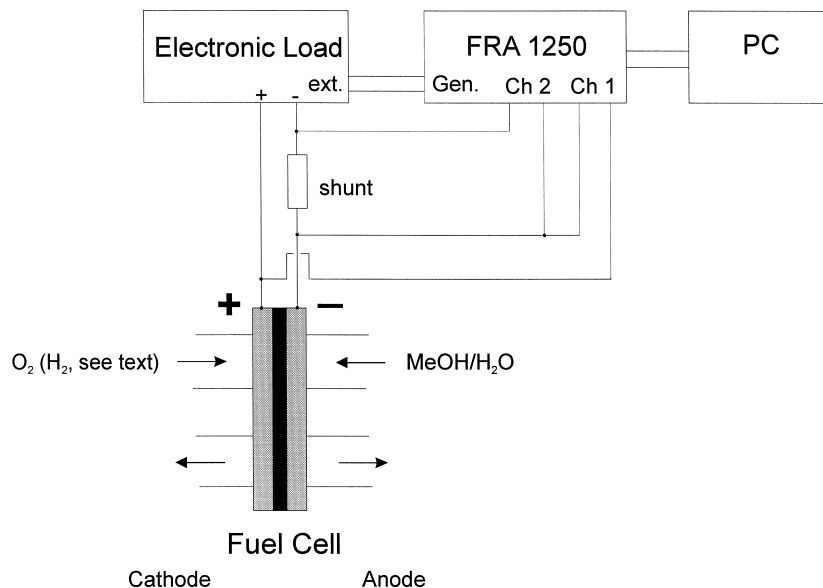 Electronic Load
ext.
+ -
FRA 1250
Gen. Ch 2 Ch 1
PC
shunt
+ −
O₂ (H₂, see text)
MeOH/H₂O
Fuel Cell
Cathode Anode